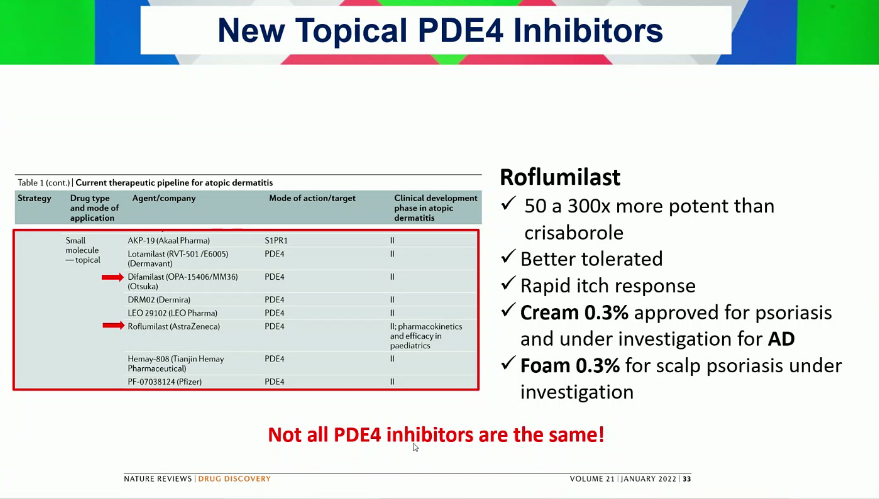 New Topical PDE4 Inhibitors
Table 1 (cont.) | Current therapeutic pipeline for atopic dermatitis
Strategy Drug type and mode of application Agent/company Mode of action/target Clinical development phase in atopic dermatitis
Small molecule — topical
AKP-19 (Akaal Pharma) S1PR1 II
Lotamilast (RVT-501 /E6005) (Dermavant) PDE4 II
Difamilast (OPA-15406/MM36) (Otsuka) PDE4 II
DRM02 (Dermira) PDE4 II
LEO 29102 (LEO Pharma) PDE4 II
Roflumilast (AstraZeneca) PDE4 II; pharmacokinetics and efficacy in paediatrics
Hemay-808 (Tianjin Hemay Pharmaceutical) PDE4 II
PF-07038124 (Pfizer) PDE4 II
Roflumilast
✓ 50 a 300x more potent than
crisaborole
✓ Better tolerated
✓ Rapid itch response
✓ Cream 0.3% approved for psoriasis
and under investigation for AD
✓ Foam 0.3% for scalp psoriasis under
investigation
Not all PDE4 inhibitors are the same!
NATURE REVIEWS | DRUG DISCOVERY
VOLUME 21 | JANUARY 2022 | 33